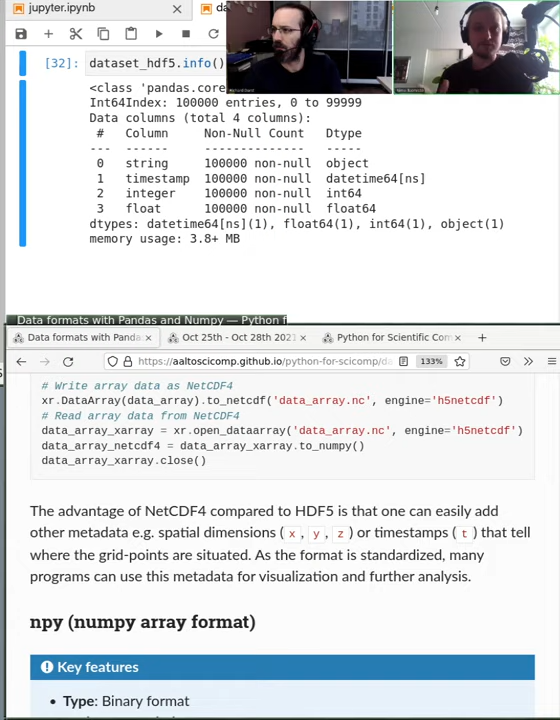 jupyter.ipynb
da
[32]: dataset_hdf5.info()
<class 'pandas.core
Int64Index: 100000 entries, 0 to 99999
Data columns (total 4 columns):
# Column Non-Null Count Dtype
--- ------ -------------- -----
0 string 100000 non-null object
1 timestamp 100000 non-null datetime64[ns]
2 integer 100000 non-null int64
3 float 100000 non-null float64
dtypes: datetime64[ns](1), float64(1), int64(1), object(1)
memory usage: 3.8+ MB
Data formats with Pandas and Numpy — Python f
Data formats with Pandas
Oct 25th - Oct 28th 2021
Python for Scientific Com
https://aaltoscicomp.github.io/python-for-scicomp/da
133%
# Write array data as NetCDF4
xr.DataArray(data_array).to_netcdf('data_array.nc', engine='h5netcdf')
# Read array data from NetCDF4
data_array_xarray = xr.open_dataarray('data_array.nc', engine='h5netcdf')
data_array_netcdf4 = data_array_xarray.to_numpy()
data_array_xarray.close()
The advantage of NetCDF4 compared to HDF5 is that one can easily add
other metadata e.g. spatial dimensions ( x , y , z ) or timestamps ( t ) that tell
where the grid-points are situated. As the format is standardized, many
programs can use this metadata for visualization and further analysis.
npy (numpy array format)
Key features
• Type: Binary format